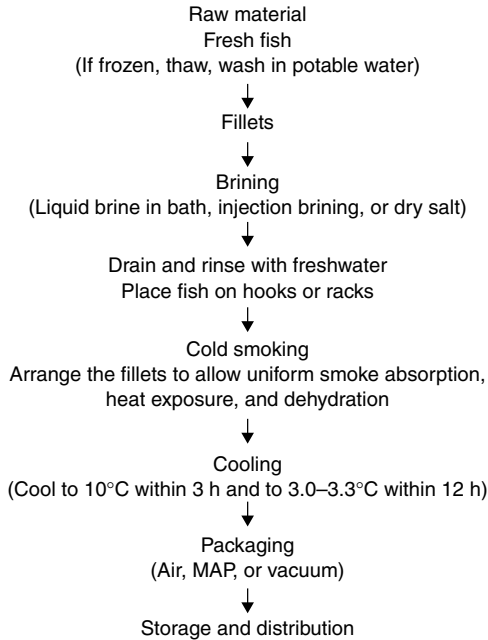 Raw material
Fresh fish
(If frozen, thaw, wash in potable water)
Fillets
Brining
(Liquid brine in bath, injection brining, or dry salt)
Drain and rinse with freshwater
Place fish on hooks or racks
Cold smoking
Arrange the fillets to allow uniform smoke absorption,
heat exposure, and dehydration
Cooling
(Cool to 10°C within 3 h and to 3.0–3.3°C within 12 h)
Packaging
(Air, MAP, or vacuum)
Storage and distribution